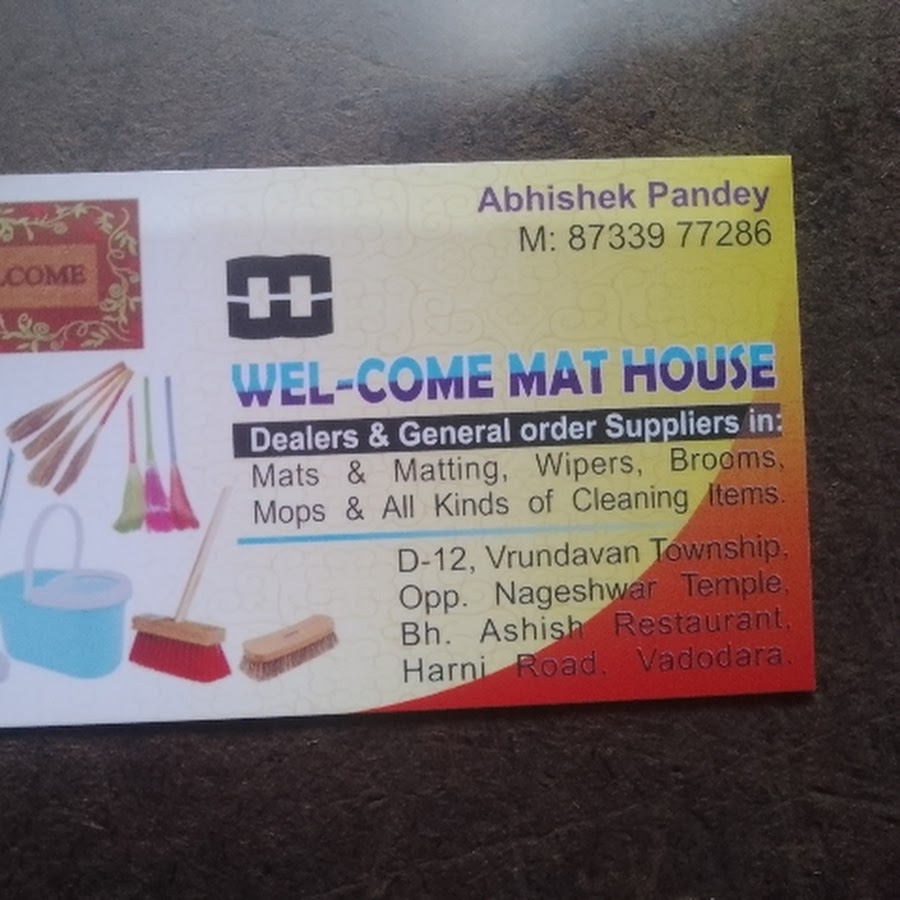 Abhishek Pandey
M: 87339 77286
COME
WEL-COME MAT HOUSE
Dealers & General order Suppliers in:
Mats & Matting, Wipers, Brooms,
Mops & All Kinds of Cleaning Items.
D-12, Vrundavan Township,
Opp. Nageshwar Temple,
Bh. Ashish Restaurant,
Harni Road, Vadodara.